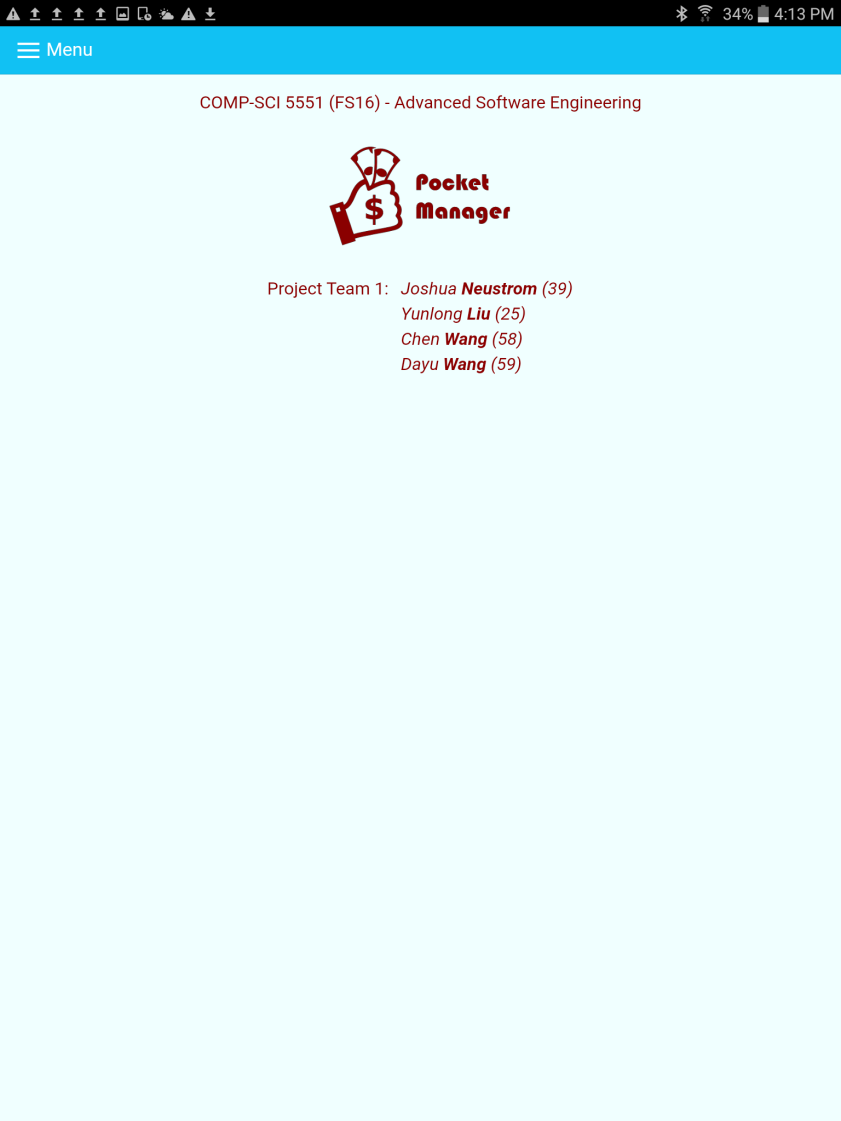 34% 4:13 PM
Menu
COMP-SCI 5551 (FS16) - Advanced Software Engineering
$
Pocket
Manager
Project Team 1: Joshua Neustrom (39)
Yunlong Liu (25)
Chen Wang (58)
Dayu Wang (59)